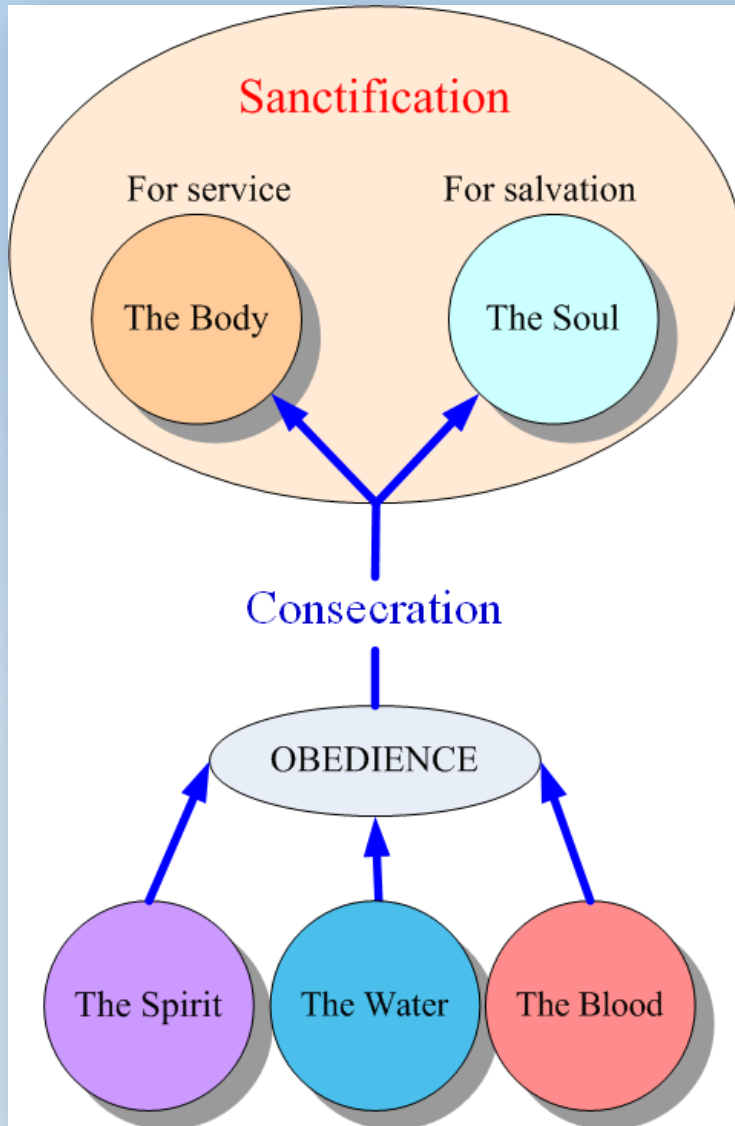 Sanctification
For service
For salvation
The Body
The Soul
Consecration
OBEDIENCE
The Spirit
The Water
The Blood